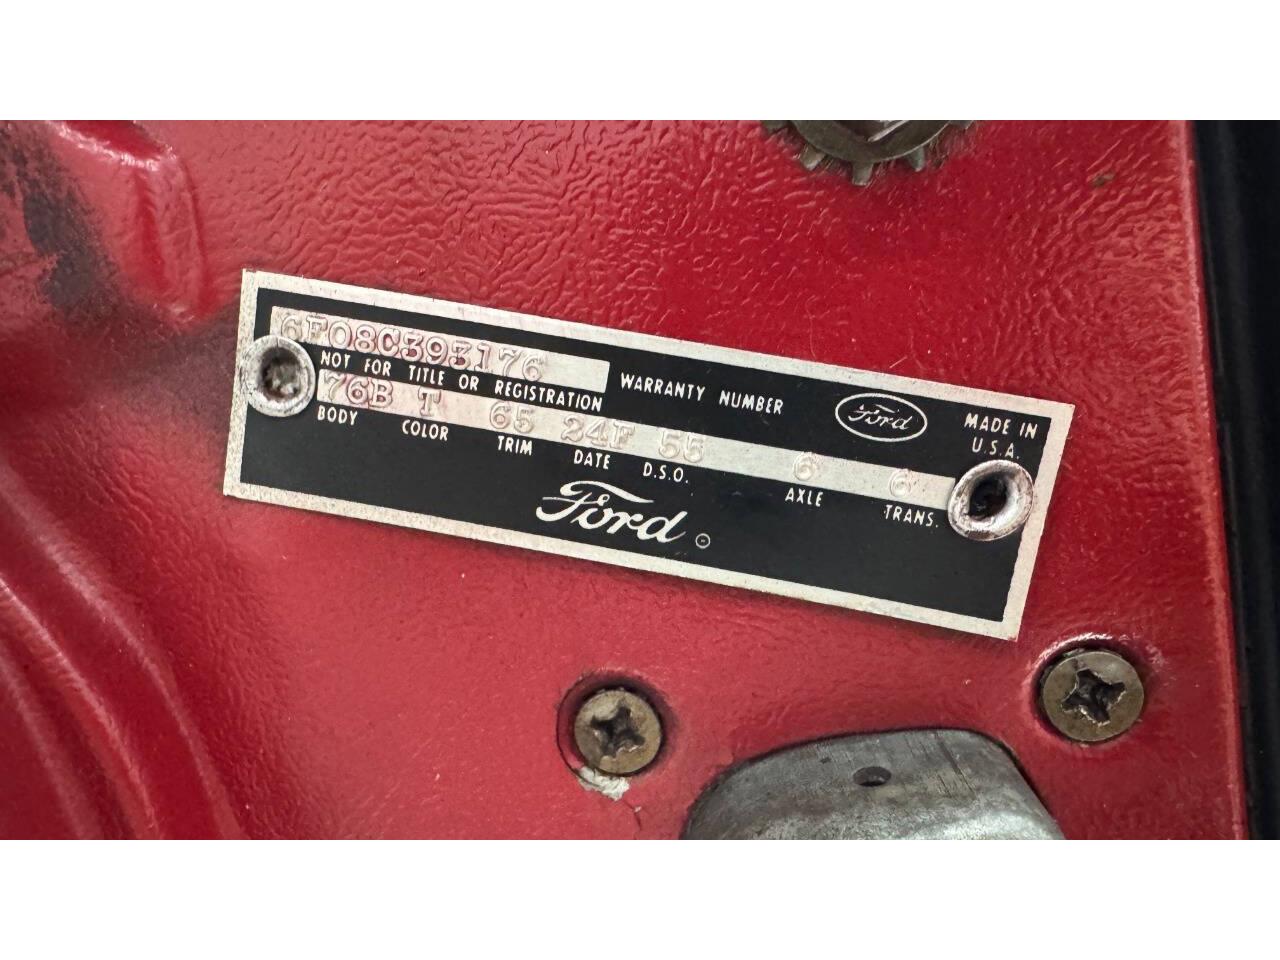 6F08C393176
NOT FOR TITLE OR REGISTRATION
WARRANTY NUMBER
Ford
MADE IN
U.S.A.
76B T 65 24F 55 6 6
BODY COLOR TRIM DATE D.S.O. AXLE TRANS.
Ford